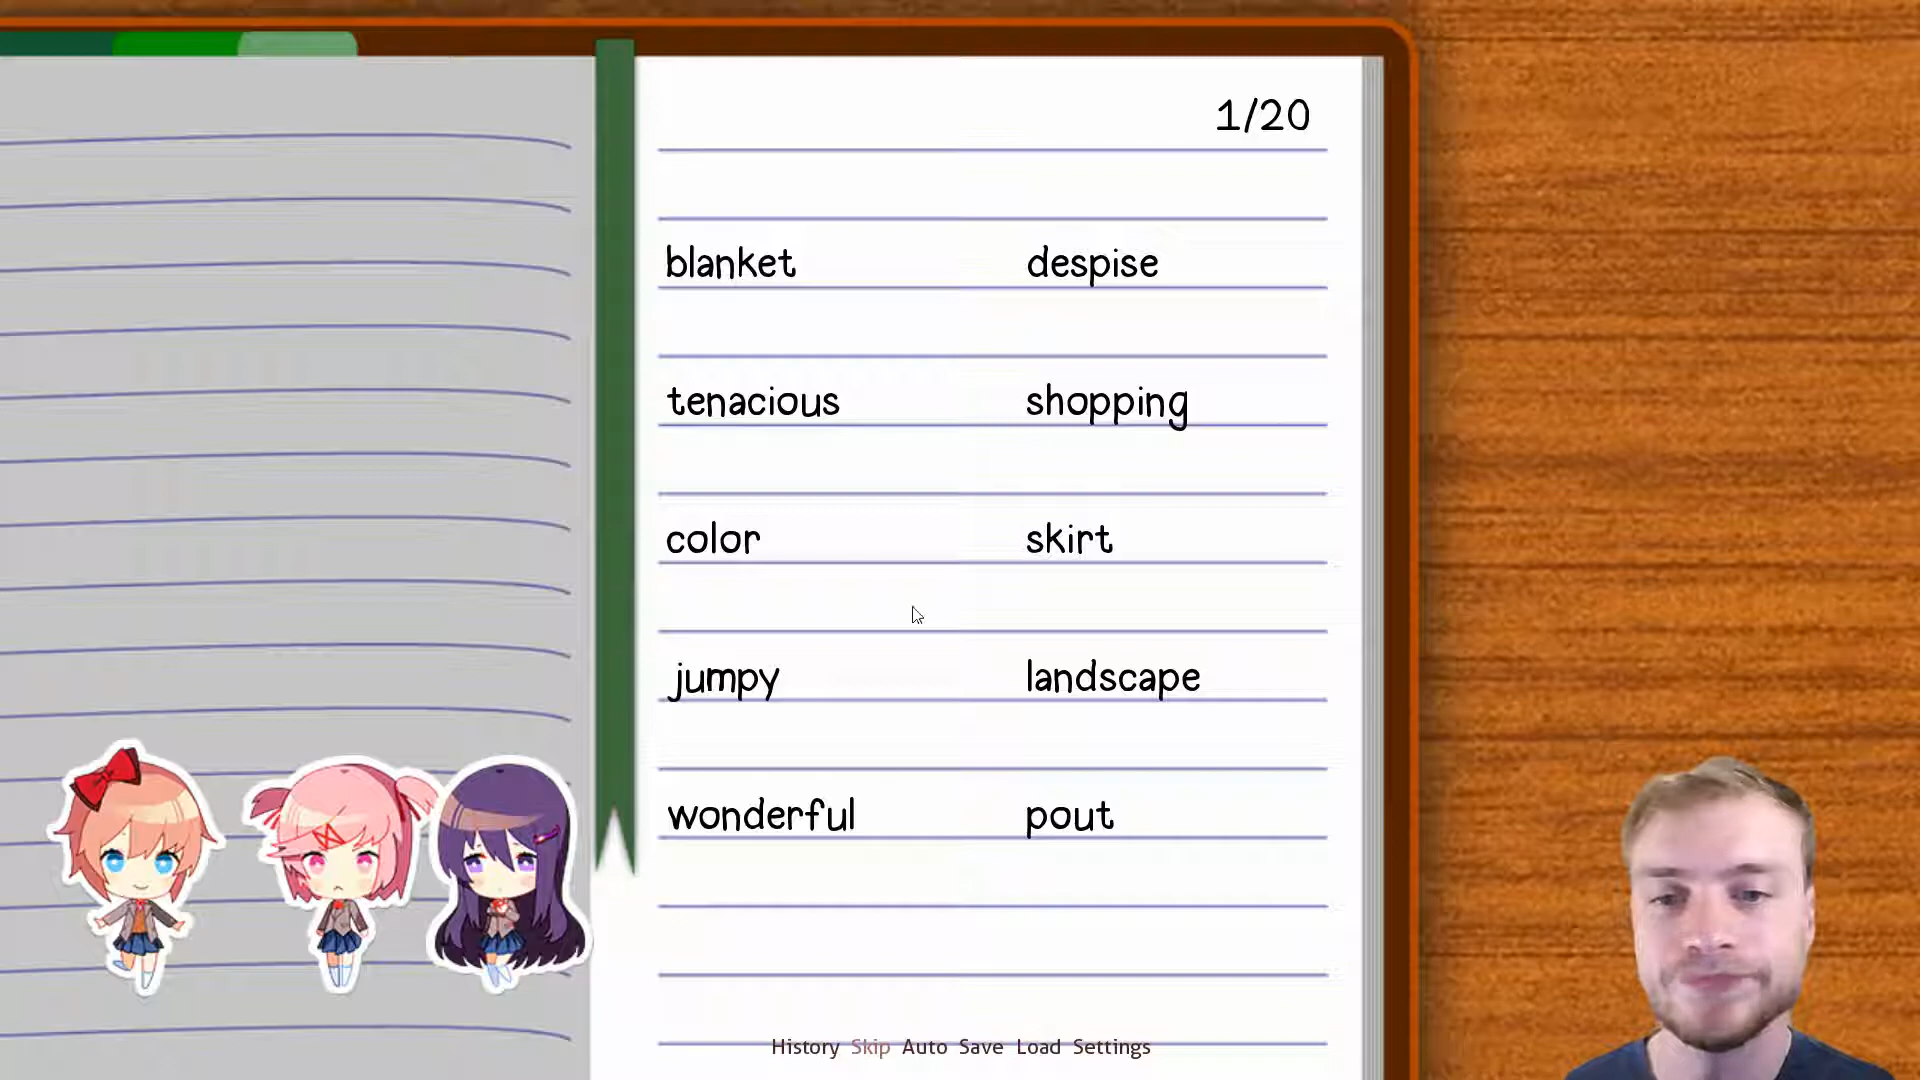 1/20
blanket despise
tenacious shopping
color skirt
jumpy landscape
wonderful pout
History Skip Auto Save Load Settings